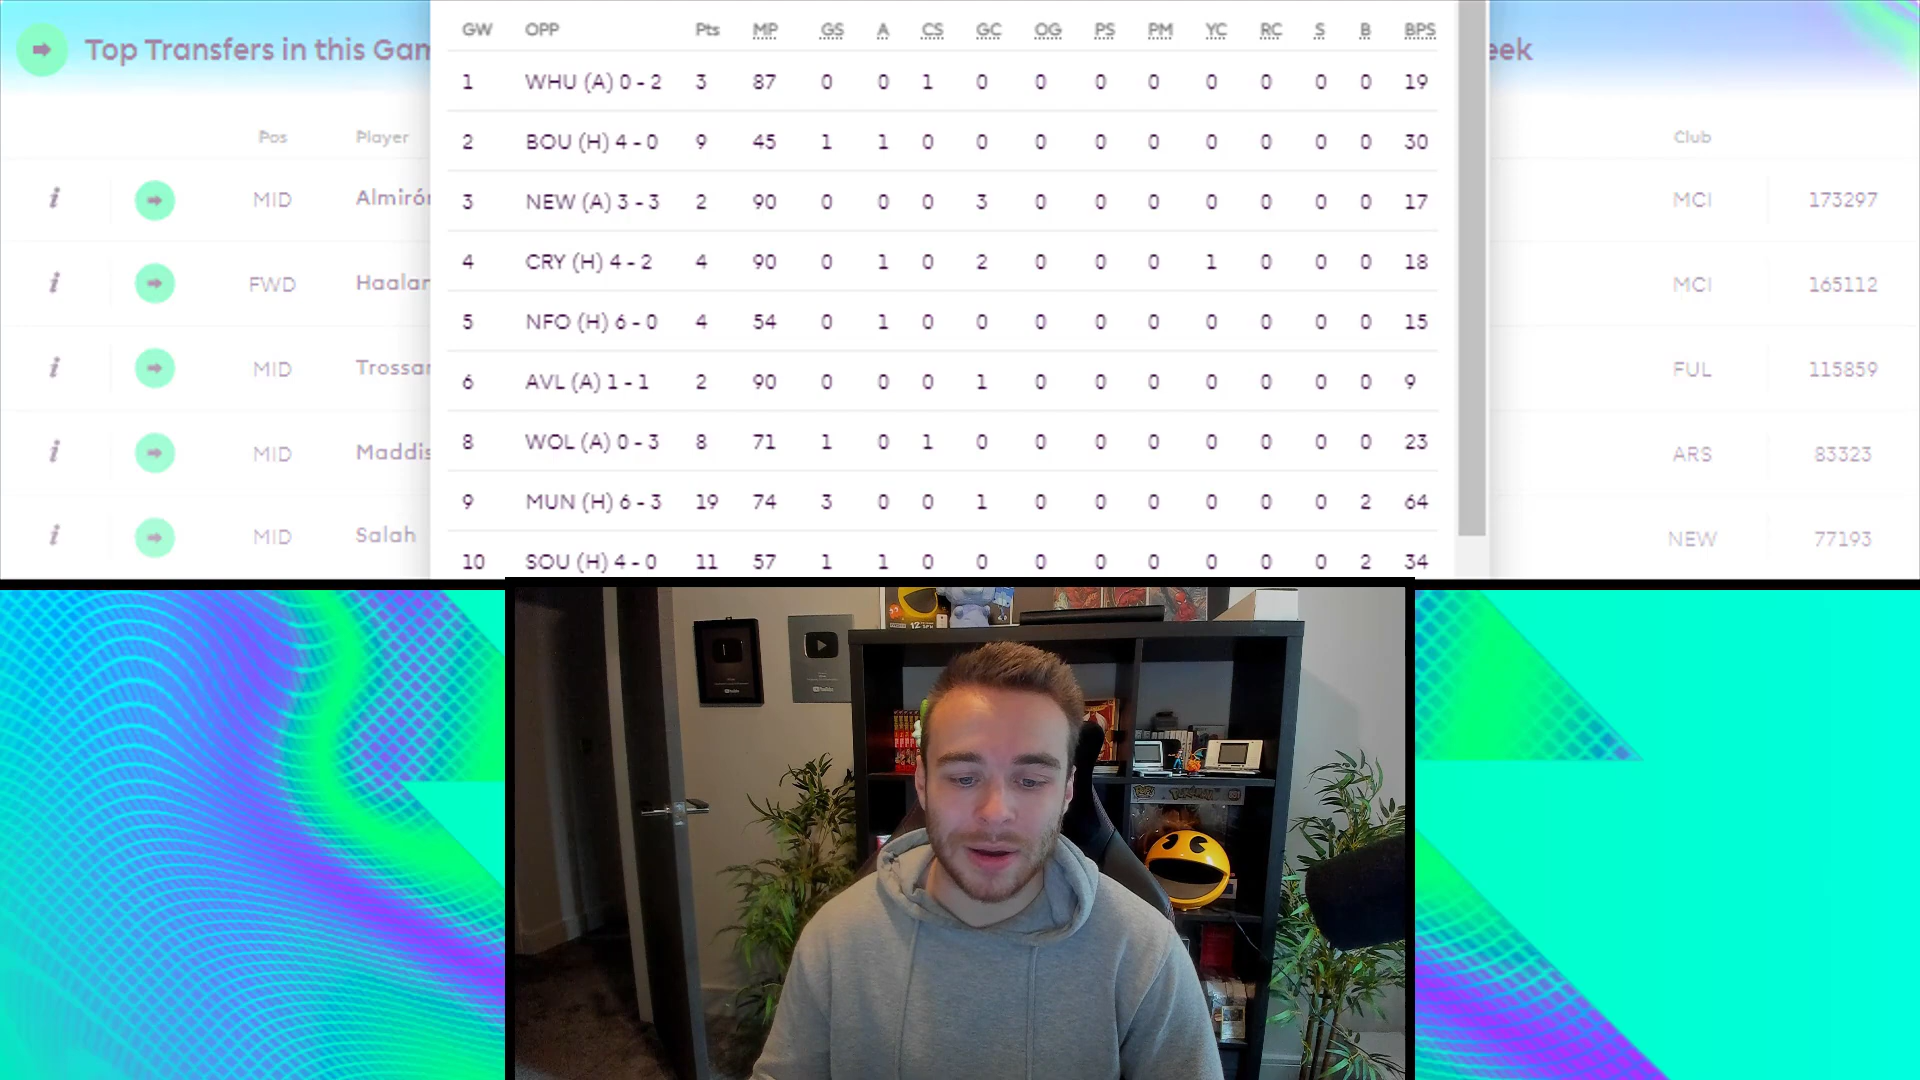 Top Transfers in this Gam
eek
GW OPP Pts MP GS A CS GC OG PS PM YC RC S B BPS
1 WHU (A) 0 - 2 3 87 0 0 1 0 0 0 0 0 0 0 0 19
2 BOU (H) 4 - 0 9 45 1 1 0 0 0 0 0 0 0 0 0 30
3 NEW (A) 3 - 3 2 90 0 0 0 3 0 0 0 0 0 0 0 17
4 CRY (H) 4 - 2 4 90 0 1 0 2 0 0 0 1 0 0 0 18
5 NFO (H) 6 - 0 4 54 0 1 0 0 0 0 0 0 0 0 0 15
6 AVL (A) 1 - 1 2 90 0 0 0 1 0 0 0 0 0 0 0 9
8 WOL (A) 0 - 3 8 71 1 0 1 0 0 0 0 0 0 0 0 23
9 MUN (H) 6 - 3 19 74 3 0 0 1 0 0 0 0 0 0 2 64
10 SOU (H) 4 - 0 11 57 1 1 0 0 0 0 0 0 0 0 2 34
Pos Player
MID Almirón
FWD Haalan
MID Trossar
MID Maddis
MID Salah
Club
MCI 173297
MCI 165112
FUL 115859
ARS 83323
NEW 77193